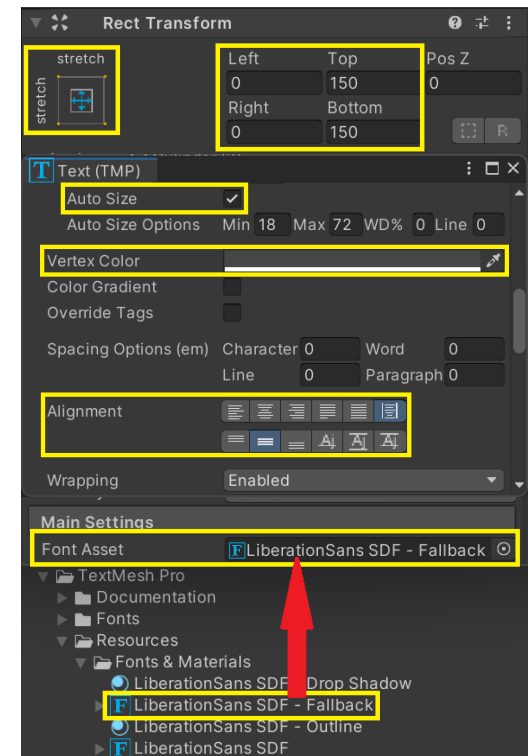 Rect Transform
stretch
Left Top Pos Z
0 150 0
stretch
Right Bottom
0 150
R
Text (TMP)
Auto Size
Auto Size Options Min 18 Max 72 WD% 0 Line 0
Vertex Color
Color Gradient
Override Tags
Spacing Options (em) Character 0 Word 0
Line 0 Paragraph 0
Alignment
Wrapping Enabled
Main Settings
Font Asset F LiberationSans SDF - Fallback
TextMesh Pro
Documentation
Fonts
Resources
Fonts & Materials
LiberationSans SDF - Drop Shadow
F LiberationSans SDF - Fallback
LiberationSans SDF - Outline
F LiberationSans SDF